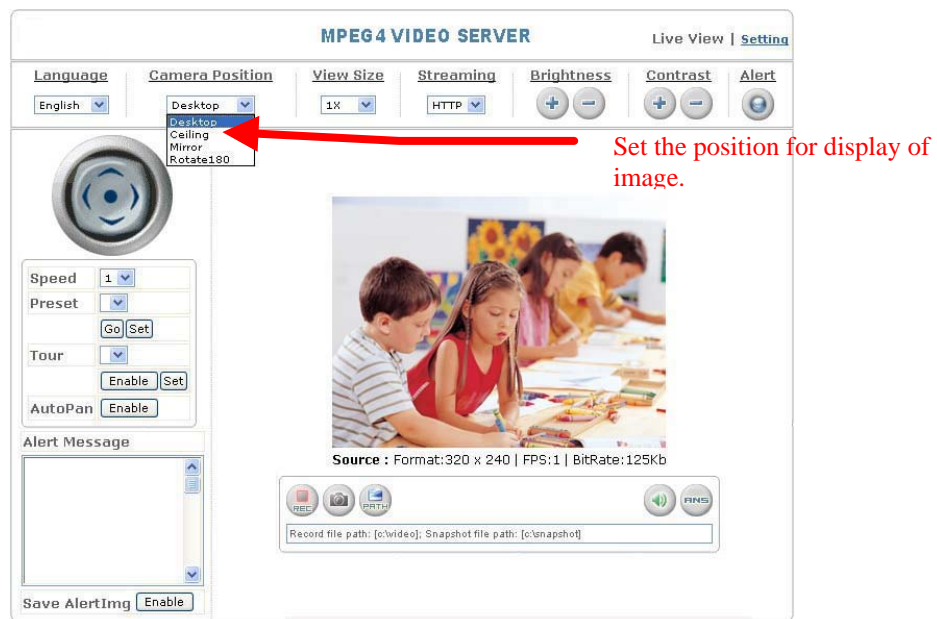 MPEG4 VIDEO SERVER
Live View | Setting
Language Camera Position View Size Streaming Brightness Contrast Alert
English Desktop 1X HTTP
Desktop
Ceiling
Mirror
Rotate180
Set the position for display of
image.
Speed 1
Preset
Go Set
Tour
Enable Set
AutoPan Enable
Alert Message
Source : Format:320 x 240 | FPS:1 | BitRate:125Kb
REC PATH ANS
Record file path: [c:\video]; Snapshot file path: [c:\snapshot]
Save AlertImg Enable